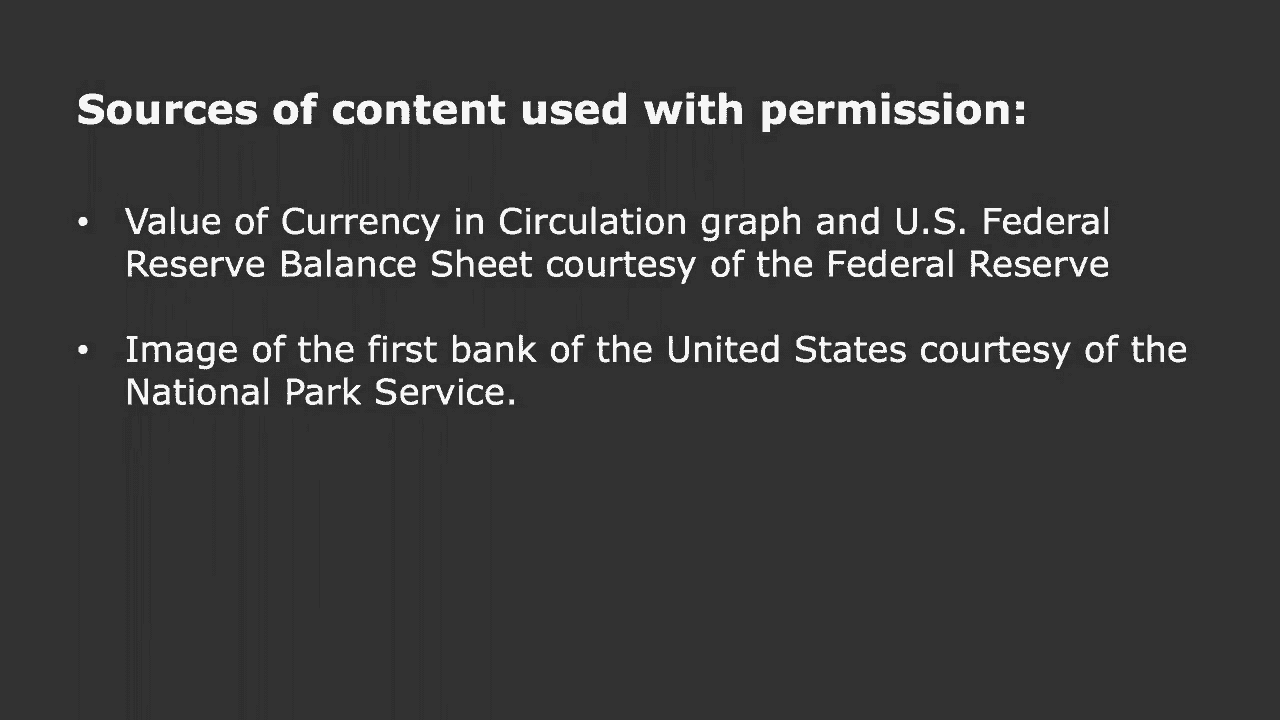 Sources of content used with permission:
• Value of Currency in Circulation graph and U.S. Federal
Reserve Balance Sheet courtesy of the Federal Reserve
• Image of the first bank of the United States courtesy of the
National Park Service.